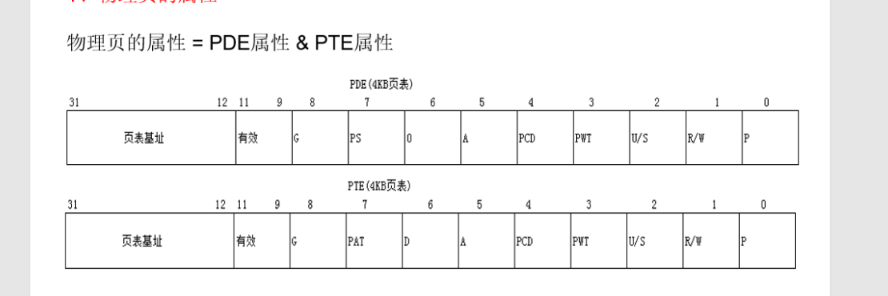 物理页的属性 = PDE属性 & PTE属性
PDE(4KB页表)
31 12 11 9 8 7 6 5 4 3 2 1 0
页表基址 有效 G PS 0 A PCD PWT U/S R/W P
PTE(4KB页表)
31 12 11 9 8 7 6 5 4 3 2 1 0
页表基址 有效 G PAT D A PCD PWT U/S R/W P